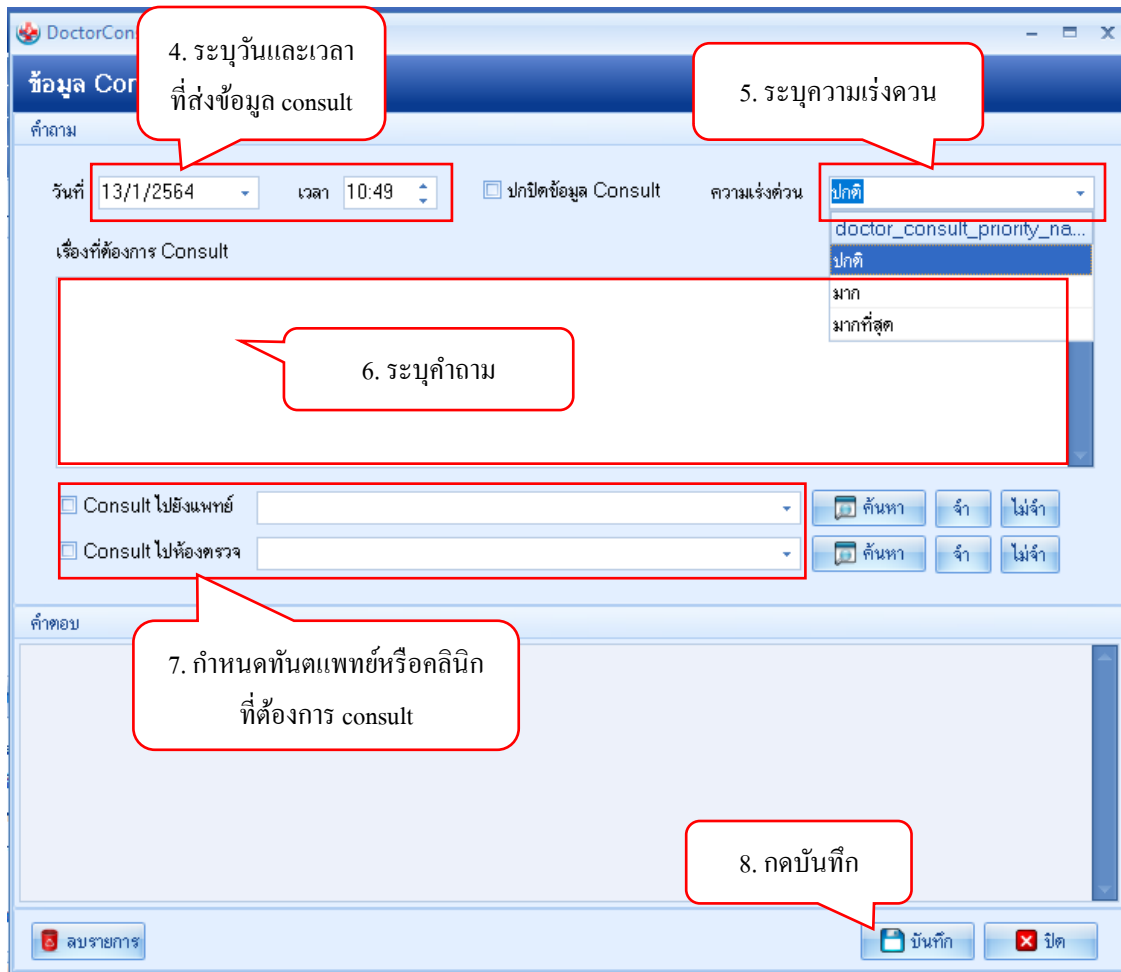 DoctorCons
4. ระบุวันและเวลา
ที่ส่งข้อมูล consult
ข้อมูล Con
5. ระบุความเร่งดวน
คำถาม
วันที่ 13/1/2564 เวลา 10:49 ปกปิดข้อมูล Consult ความเร่งด่วน ปกติ
doctor_consult_priority_na...
เรื่องที่ต้องการ Consult
ปกติ
มาก
มากที่สุด
6. ระบุคำถาม
Consult ไปยังแพทย์ ค้นหา จำ ไม่จำ
Consult ไปห้องตรวจ ค้นหา จำ ไม่จำ
คำตอบ
7. กำหนดทันตแพทย์หรือคลินิก
ที่ต้องการ consult
8. กดบันทึก
ลบรายการ บันทึก ปิด